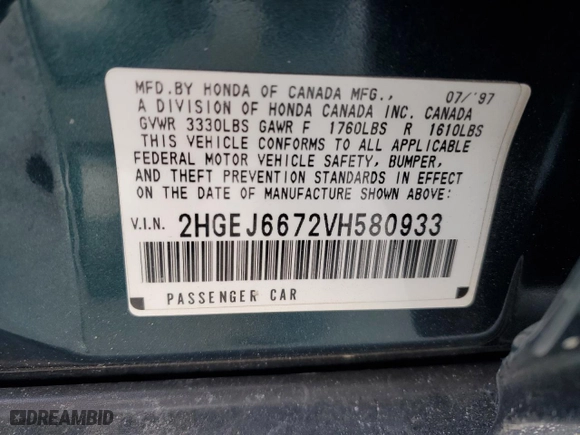 MFD.BY HONDA OF CANADA MFG., 07/'97
A DIVISION OF HONDA CANADA INC. CANADA
GVWR 3330LBS GAWR F 1760LBS R 1610LBS
THIS VEHICLE CONFORMS TO ALL APPLICABLE
FEDERAL MOTOR VEHICLE SAFETY, BUMPER,
AND THEFT PREVENTION STANDARDS IN EFFECT
ON THE DATE OF MANUFACTURE SHOWN ABOVE:
V.I.N. 2HGEJ6672VH580933
PASSENGER CAR
DREAMBID